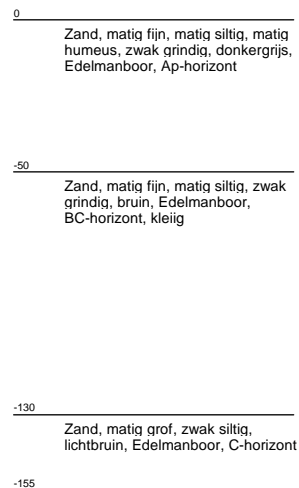 0
Zand, matig fijn, matig siltig, matig
humeus, zwak grindig, donkergrijs,
Edelmanboor, Ap-horizont
-50
Zand, matig fijn, matig siltig, zwak
grindig, bruin, Edelmanboor,
BC-horizont, kleiig
-130
Zand, matig grof, zwak siltig,
lichtbruin, Edelmanboor, C-horizont
-155